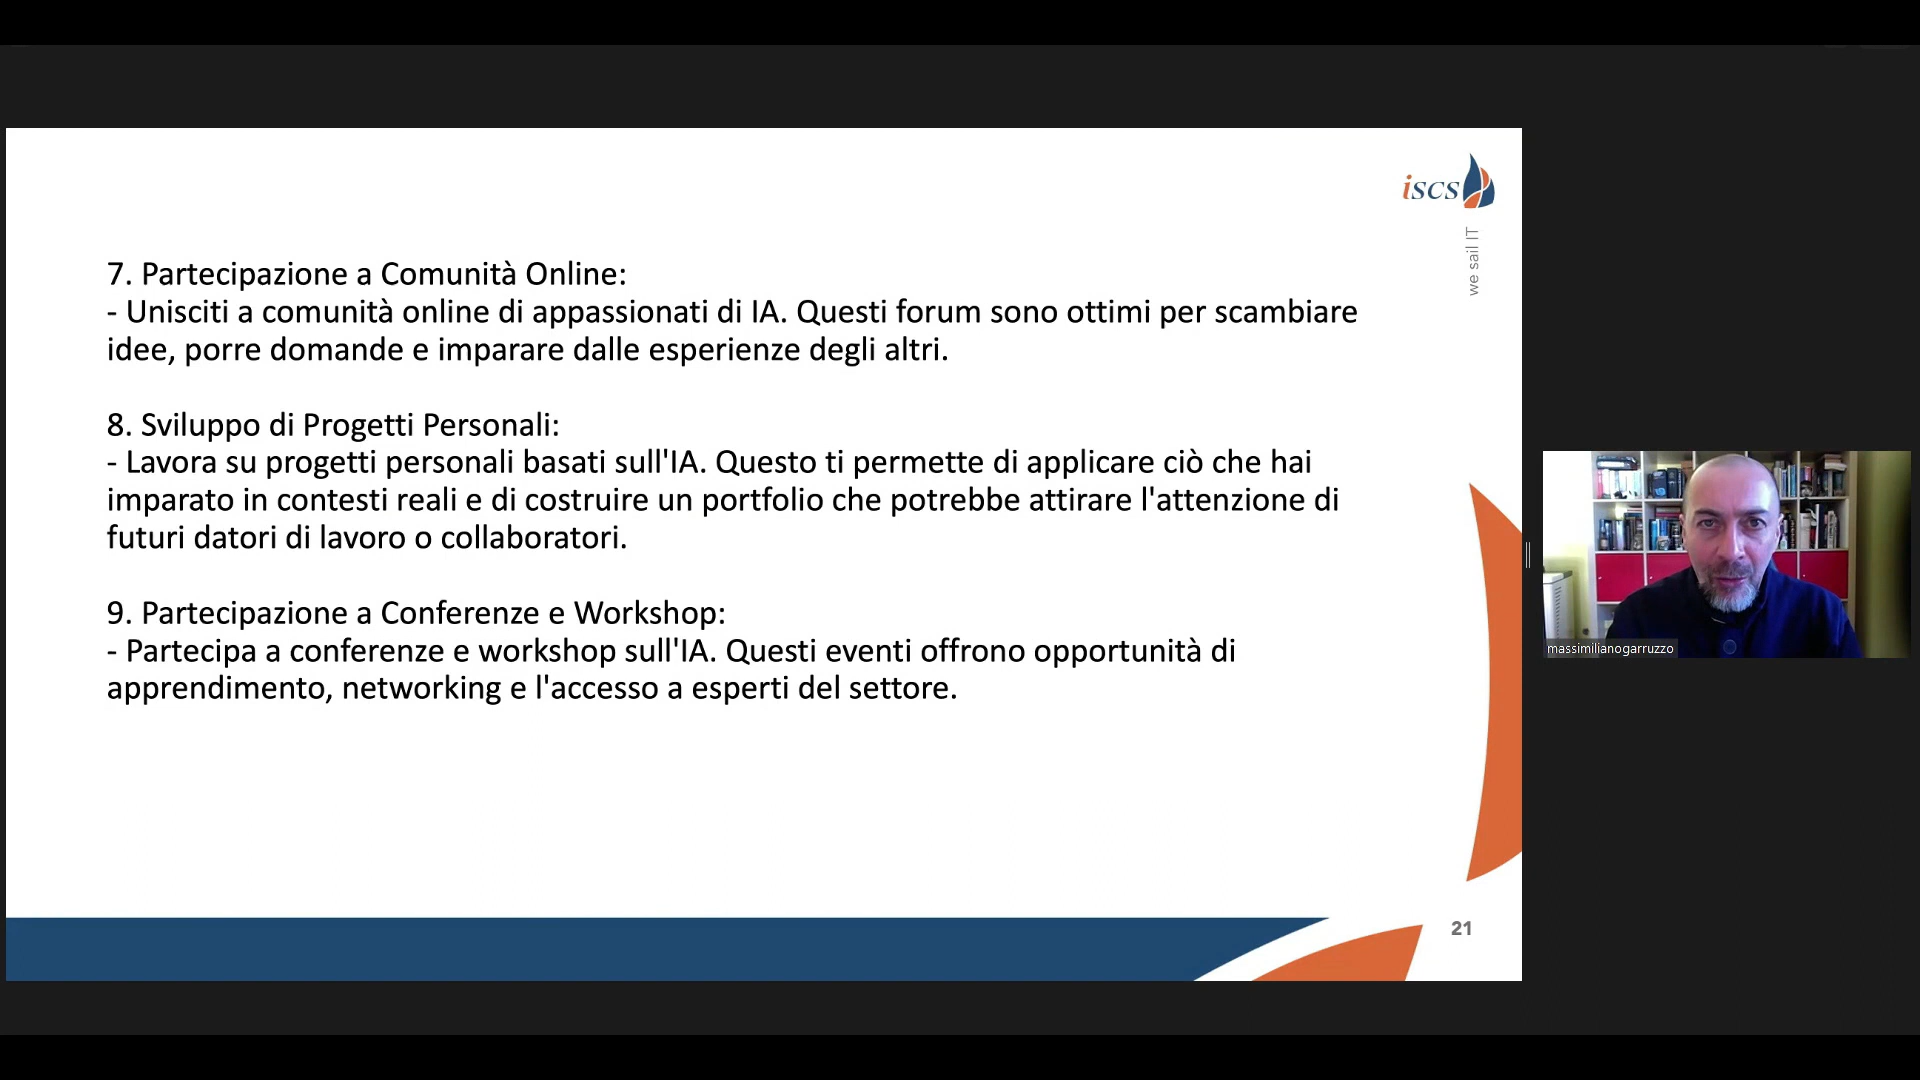 iscs
we sail IT
7. Partecipazione a Comunità Online:
- Unisciti a comunità online di appassionati di IA. Questi forum sono ottimi per scambiare
idee, porre domande e imparare dalle esperienze degli altri.
8. Sviluppo di Progetti Personali:
- Lavora su progetti personali basati sull'IA. Questo ti permette di applicare ciò che hai
imparato in contesti reali e di costruire un portfolio che potrebbe attirare l'attenzione di
futuri datori di lavoro o collaboratori.
9. Partecipazione a Conferenze e Workshop:
- Partecipa a conferenze e workshop sull'IA. Questi eventi offrono opportunità di
apprendimento, networking e l'accesso a esperti del settore.
massimilianogarruzzo
21